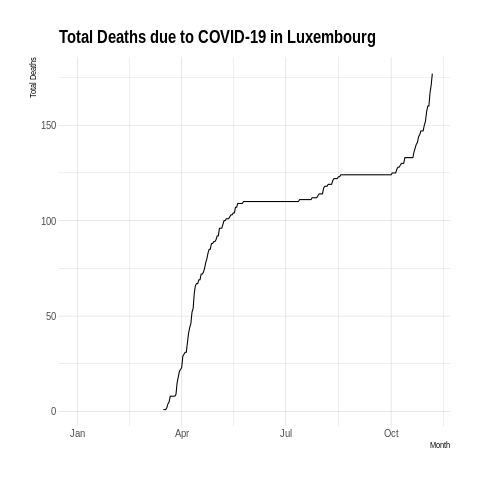 Total Deaths due to COVID-19 in Luxembourg
Total Deaths
150
100
50
0
Jan Apr Jul Oct
Month